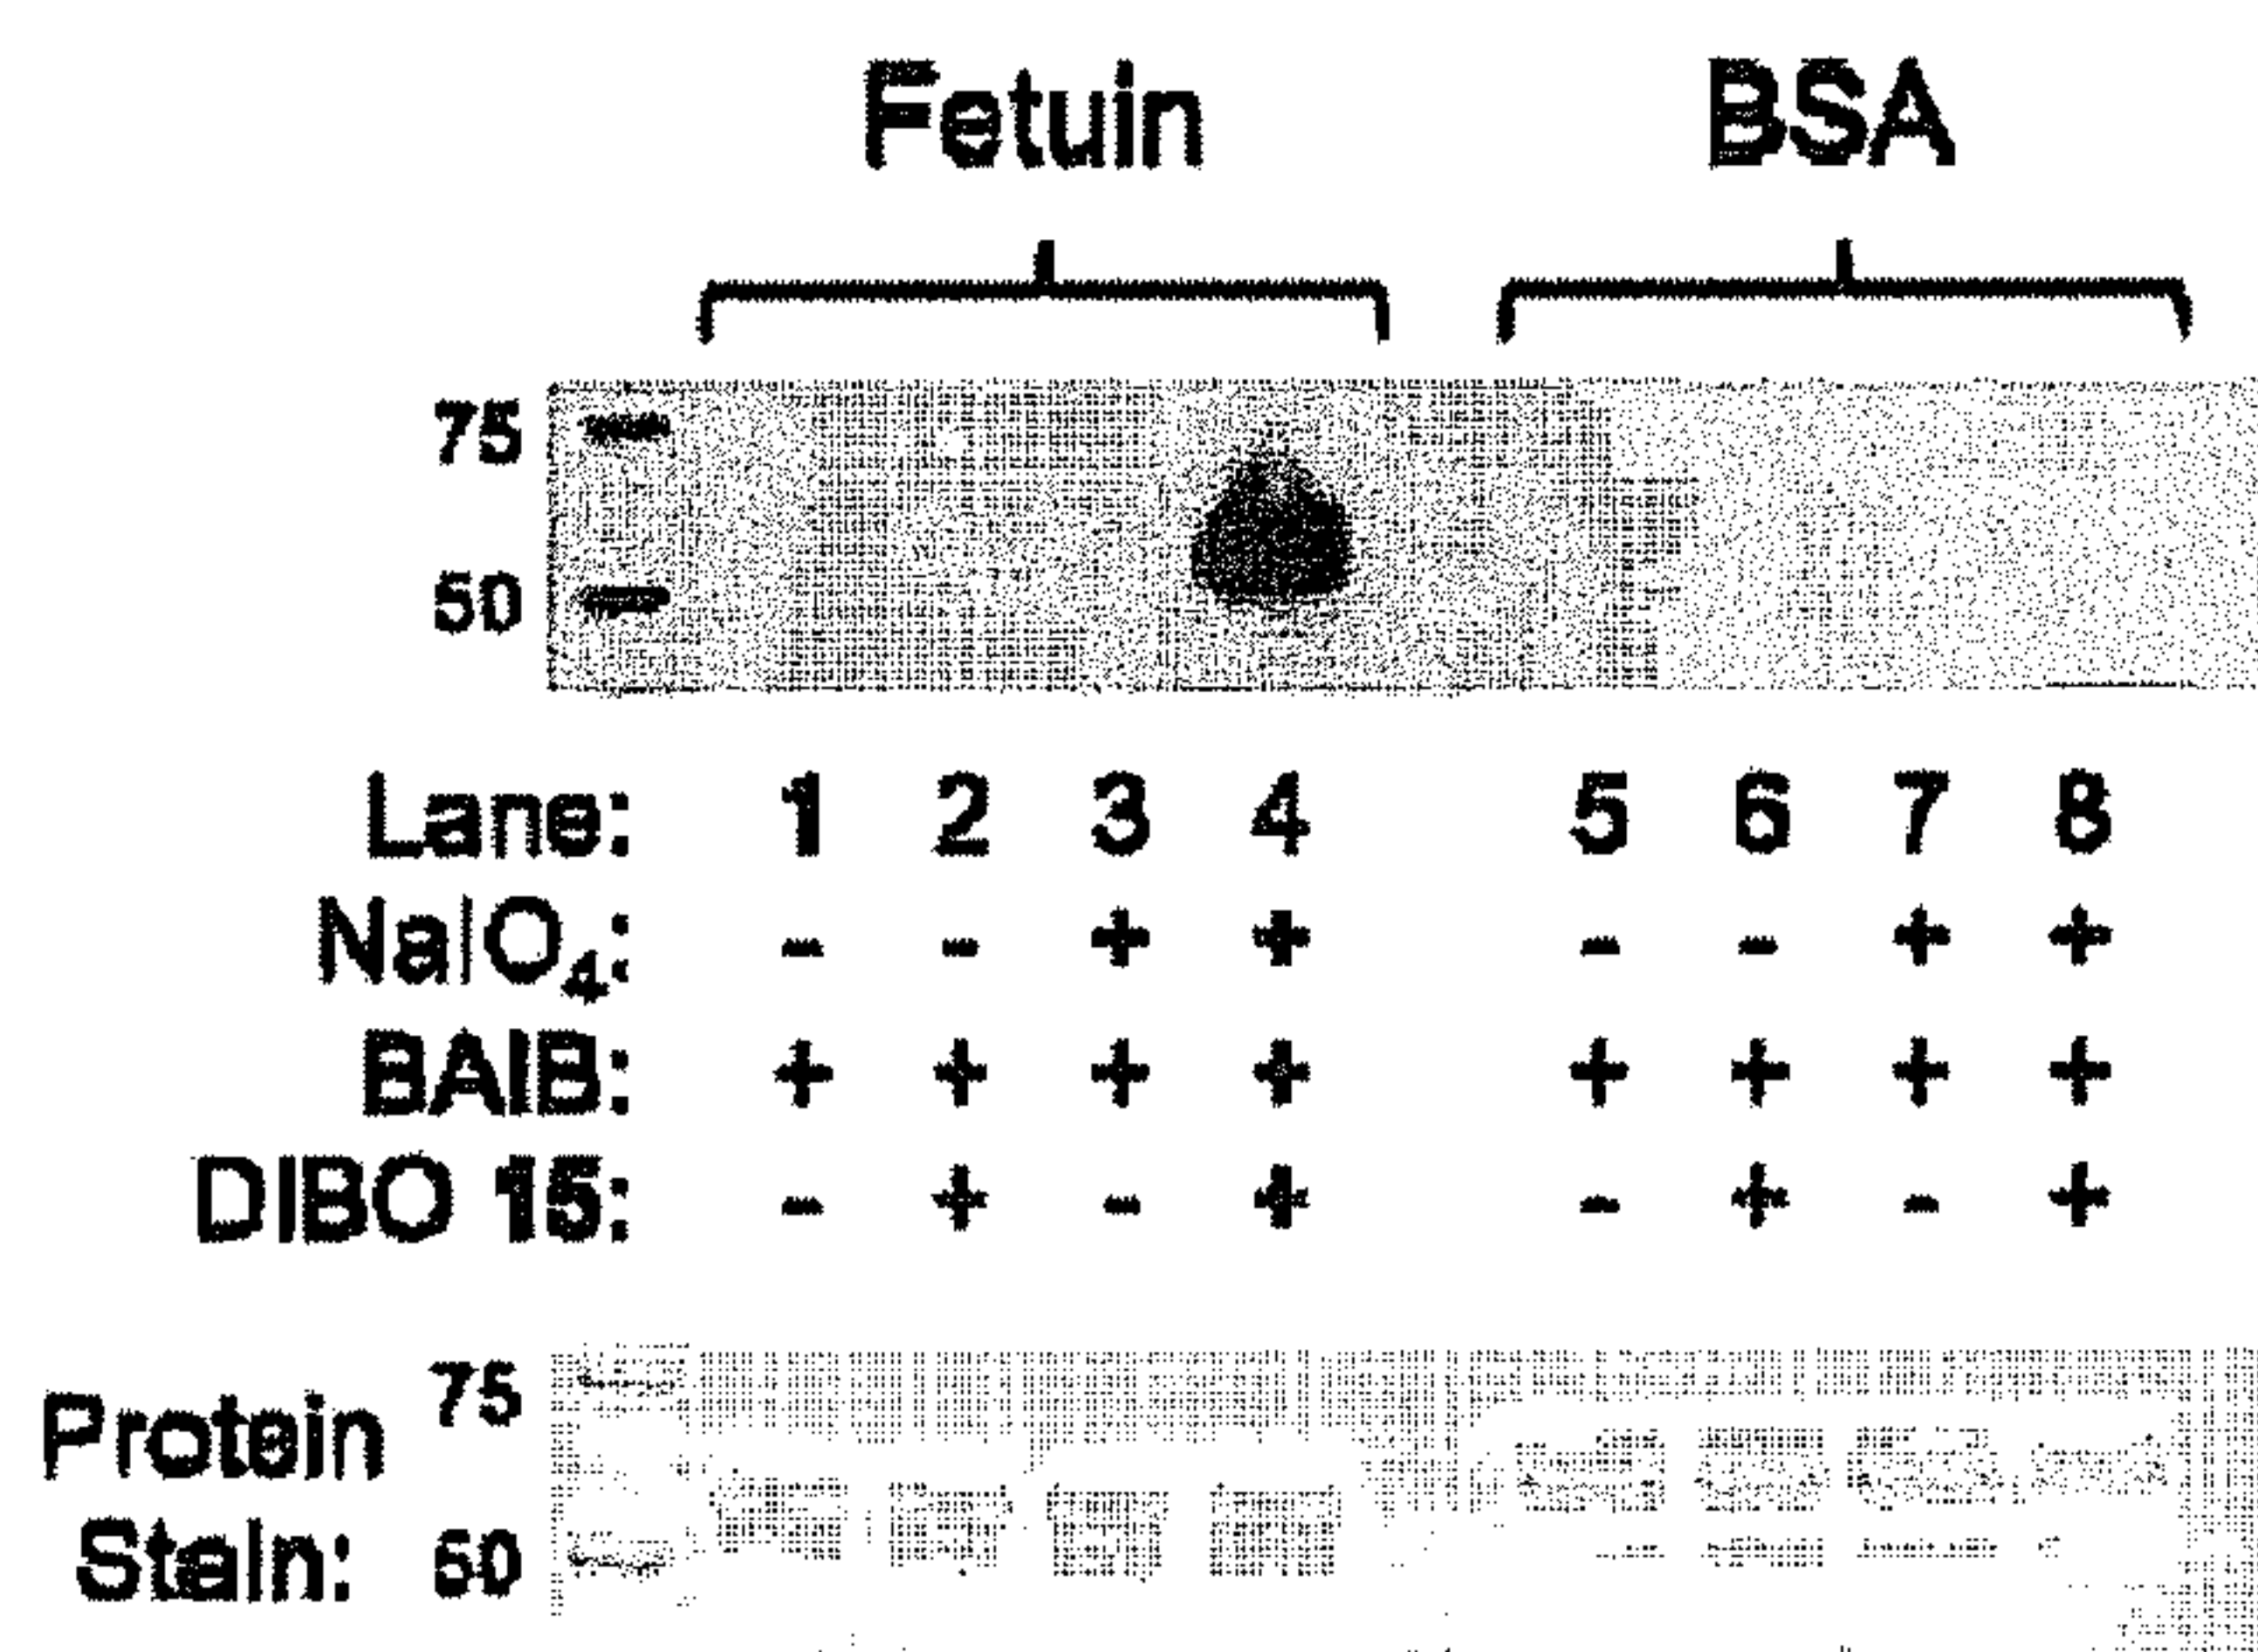 Fetuin BSA
75
50
Lane: 1 2 3 4 5 6 7 8
NaIO4: - - + + - - + +
BAIB: + + + + + + + +
DIBO 15: - + - + - + - +
Protein 75
Stain: 50